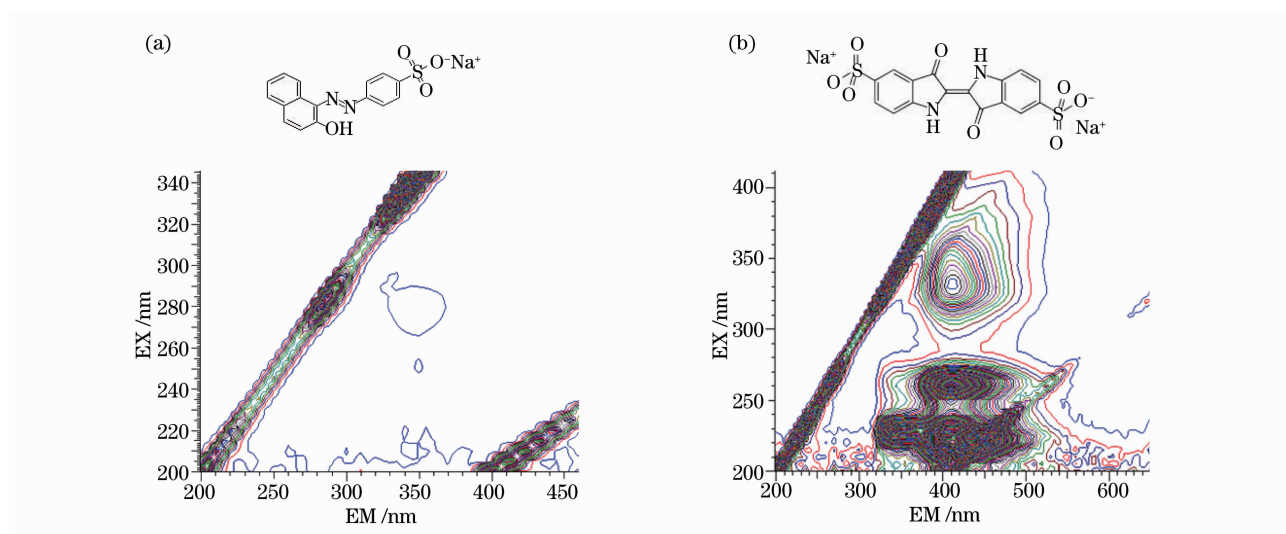 (a)
O
O⁻Na⁺
S
O
N
N
OH
340
320
300
280
260
240
220
200
EX /nm
200 250 300 350 400 450
EM /nm
(b)
Na⁺
O
S
O
O
O
H
N
N
H
O
O
O⁻
S
Na⁺
O
400
350
300
250
200
EX /nm
200 300 400 500 600
EM /nm